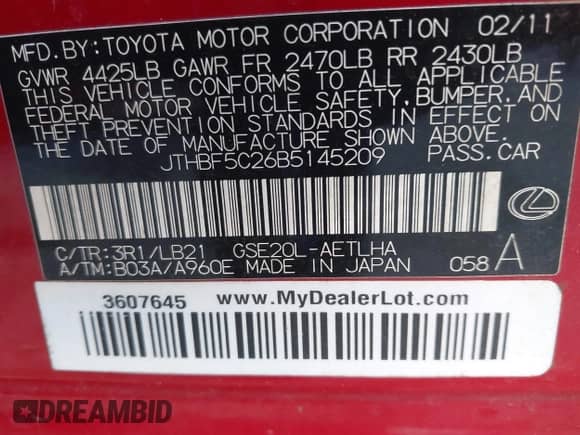 MFD.BY:TOYOTA MOTOR CORPORATION 02/11
GVWR 4425LB GAWR FR 2470LB RR 2430LB
THIS VEHICLE CONFORMS TO ALL APPLICABLE
FEDERAL MOTOR VEHICLE SAFETY, BUMPER, AND
THEFT PREVENTION STANDARDS IN EFFECT ON
THE DATE OF MANUFACTURE SHOWN ABOVE.
JTHBF5C26B5145209 PASS.CAR
C/TR:3R1/LB21 GSE20L-AETLHA
A/TM:B03A/A960E MADE IN JAPAN 058 A
3607645 www.MyDealerLot.com
DREAMBID